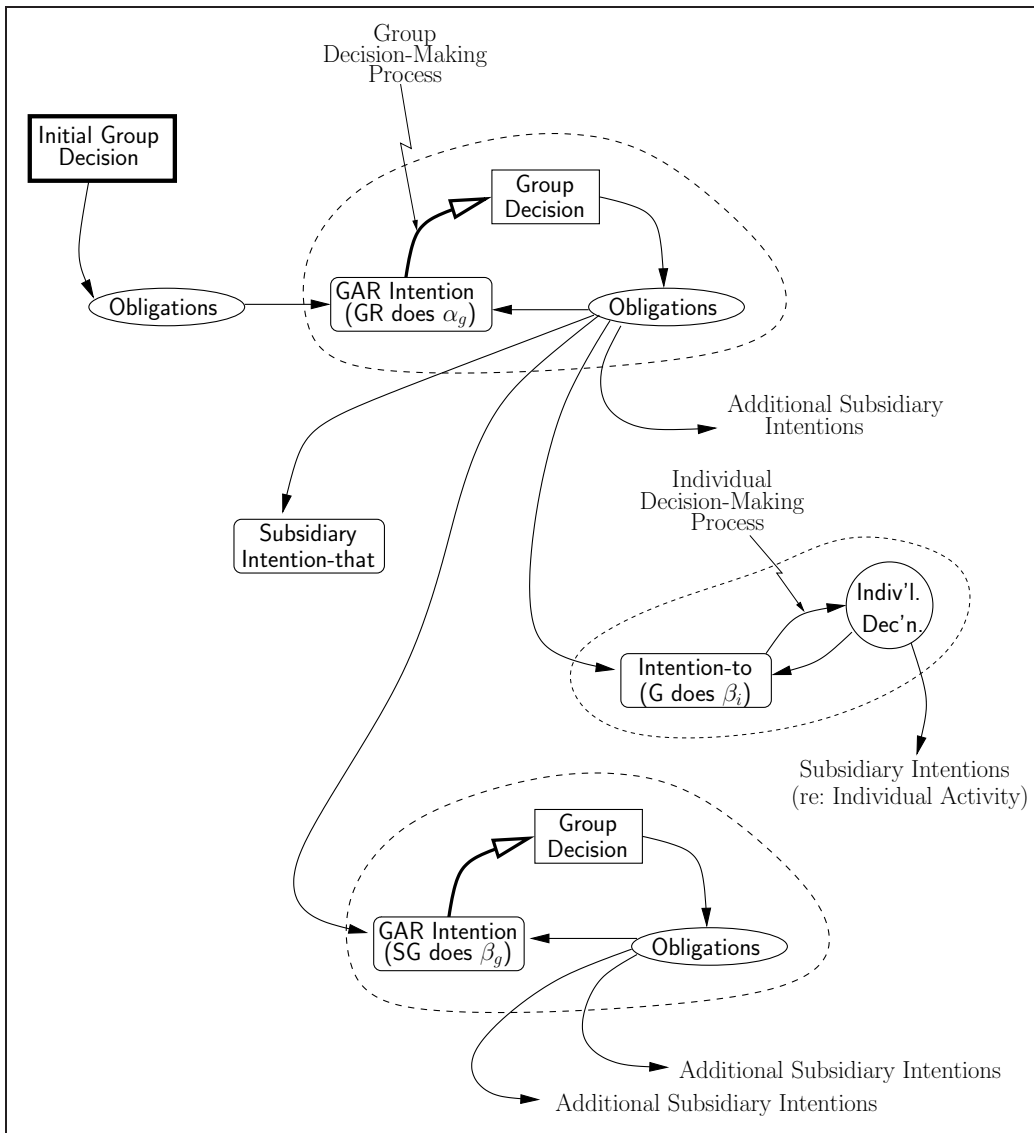 Group
Decision-Making
Process
Initial Group
Decision
Group
Decision
Obligations
GAR Intention
(GR does α_g)
Obligations
Additional Subsidiary
Intentions
Individual
Decision-Making
Process
Subsidiary
Intention-that
Indiv'l.
Dec'n.
Intention-to
(G does β_i)
Subsidiary Intentions
(re: Individual Activity)
Group
Decision
GAR Intention
(SG does β_g)
Obligations
Additional Subsidiary Intentions
Additional Subsidiary Intentions